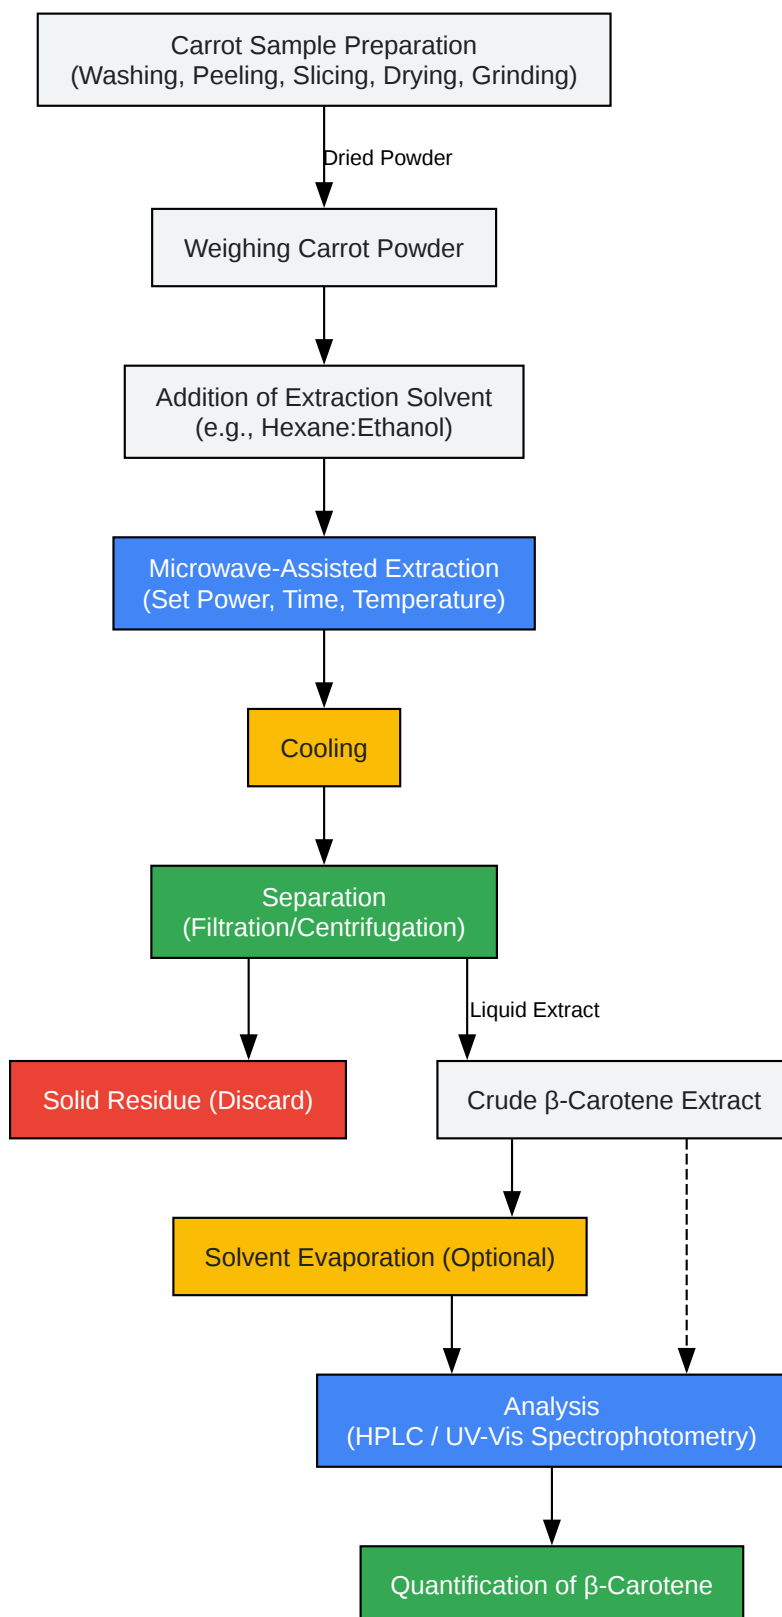 Carrot Sample Preparation
(Washing, Peeling, Slicing, Drying, Grinding)
Dried Powder
Weighing Carrot Powder
Addition of Extraction Solvent
(e.g., Hexane:Ethanol)
Microwave-Assisted Extraction
(Set Power, Time, Temperature)
Cooling
Separation
(Filtration/Centrifugation)
Liquid Extract
Solid Residue (Discard)
Crude β-Carotene Extract
Solvent Evaporation (Optional)
Analysis
(HPLC / UV-Vis Spectrophotometry)
Quantification of β-Carotene